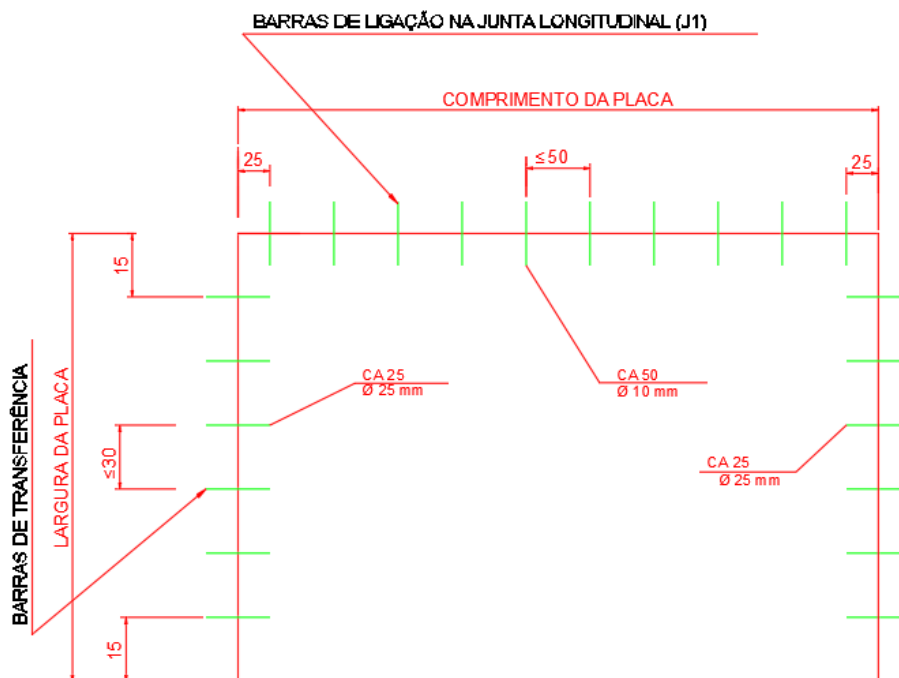 BARRAS DE LIGAÇÃO NA JUNTA LONGITUDINAL (J1)
COMPRIMENTO DA PLACA
25
≤50
25
15
BARRAS DE TRANSFERÊNCIA
LARGURA DA PLACA
≤30
CA 25
Ø 25 mm
CA 50
Ø 10 mm
CA 25
Ø 25 mm
15